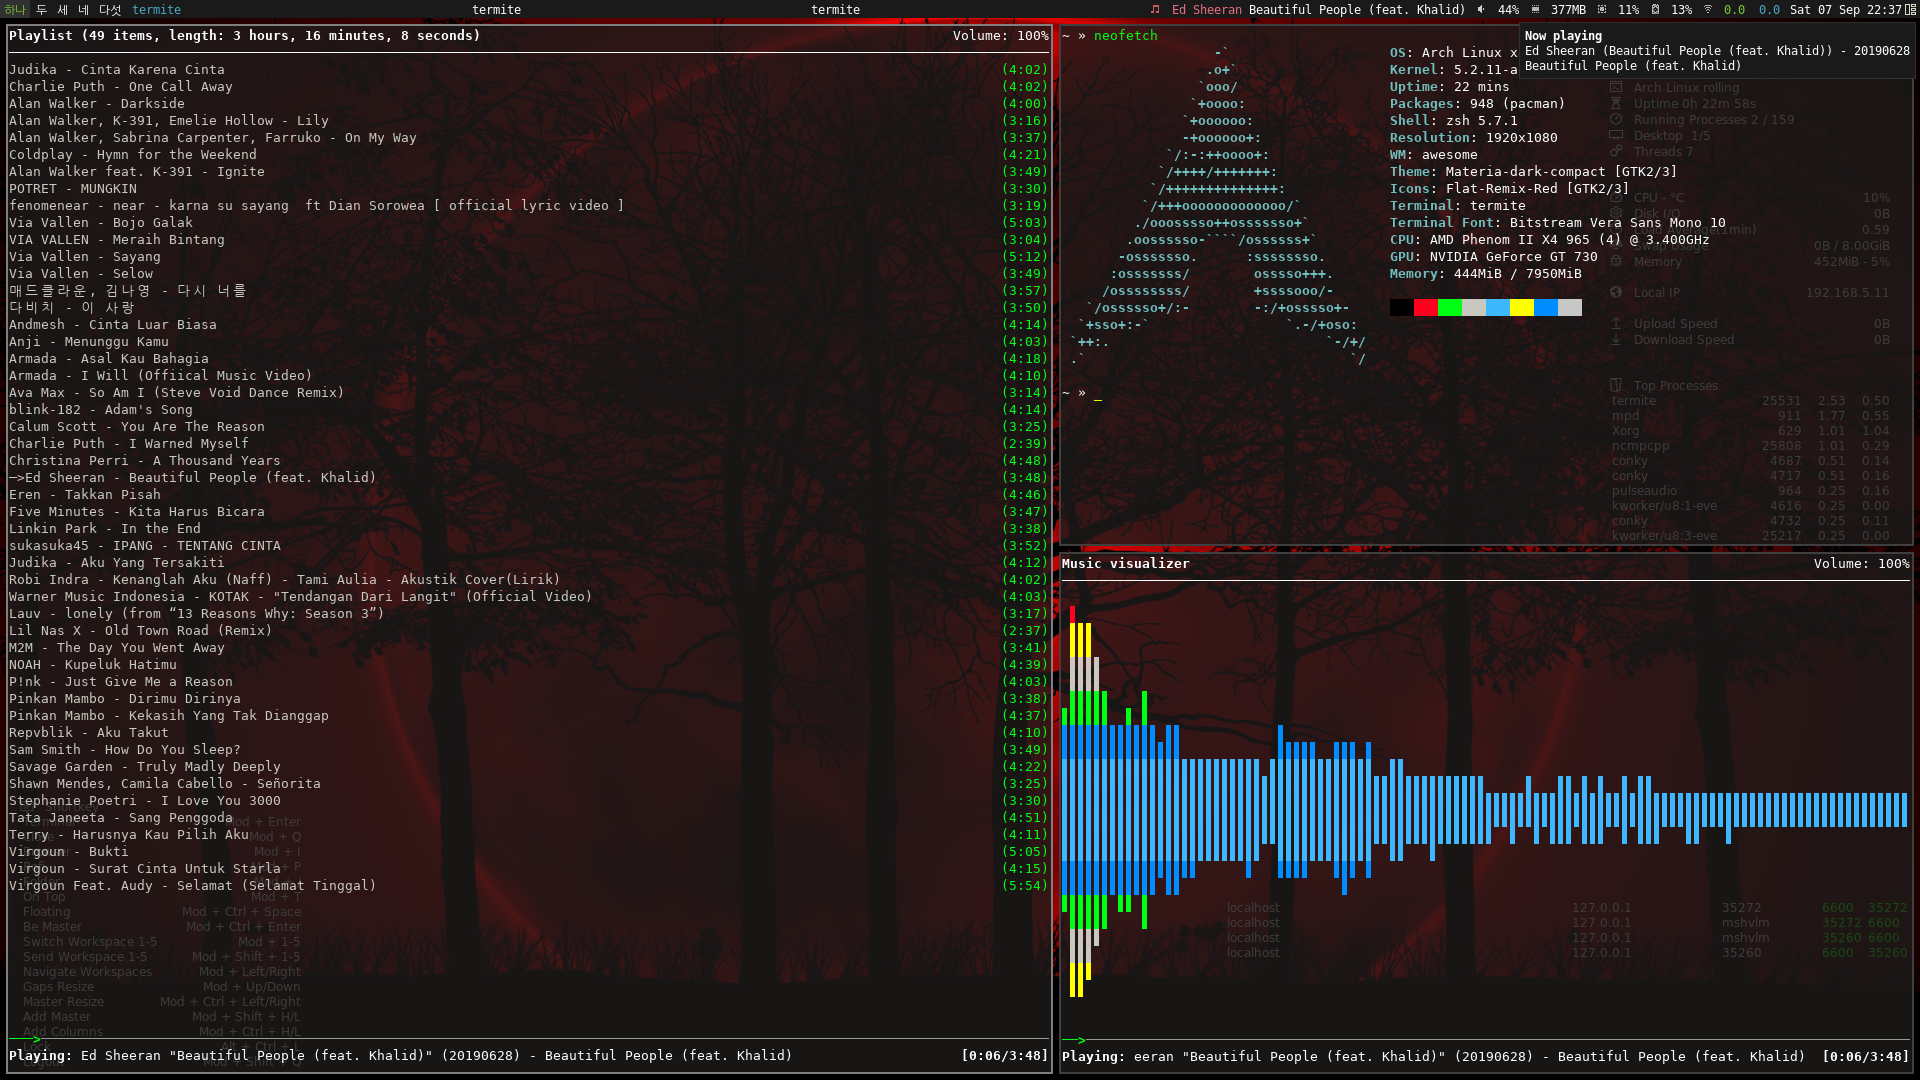 하나 두 세 네 다섯 termite termite termite Ed Sheeran Beautiful People (feat. Khalid) 44% 377MB 11% 13% 0.0 0.0 Sat 07 Sep 22:37
Playlist (49 items, length: 3 hours, 16 minutes, 8 seconds) Volume: 100%
Judika - Cinta Karena Cinta (4:02)
Charlie Puth - One Call Away (4:02)
Alan Walker - Darkside (4:00)
Alan Walker, K-391, Emelie Hollow - Lily (3:16)
Alan Walker, Sabrina Carpenter, Farruko - On My Way (3:37)
Coldplay - Hymn for the Weekend (4:21)
Alan Walker feat. K-391 - Ignite (3:49)
POTRET - MUNGKIN (3:30)
fenomenear - near - karna su sayang  ft Dian Sorowea [ official lyric video ] (3:19)
Via Vallen - Bojo Galak (5:03)
VIA VALLEN - Meraih Bintang (3:04)
Via Vallen - Sayang (5:12)
Via Vallen - Selow (3:49)
매드클라운, 김나영 - 다시 너를 (3:57)
다비치 - 이 사랑 (3:50)
Andmesh - Cinta Luar Biasa (4:14)
Anji - Menunggu Kamu (4:03)
Armada - Asal Kau Bahagia (4:18)
Armada - I Will (Offiical Music Video) (4:10)
Ava Max - So Am I (Steve Void Dance Remix) (3:14)
blink-182 - Adam's Song (4:14)
Calum Scott - You Are The Reason (3:25)
Charlie Puth - I Warned Myself (2:39)
Christina Perri - A Thousand Years (4:48)
─>Ed Sheeran - Beautiful People (feat. Khalid) (3:48)
Eren - Takkan Pisah (4:46)
Five Minutes - Kita Harus Bicara (3:47)
Linkin Park - In the End (3:38)
sukasuka45 - IPANG - TENTANG CINTA (3:52)
Judika - Aku Yang Tersakiti (4:12)
Robi Indra - Kenanglah Aku (Naff) - Tami Aulia - Akustik Cover(Lirik) (4:02)
Warner Music Indonesia - KOTAK - "Tendangan Dari Langit" (Official Video) (4:03)
Lauv - lonely (from “13 Reasons Why: Season 3”) (3:17)
Lil Nas X - Old Town Road (Remix) (2:37)
M2M - The Day You Went Away (3:41)
NOAH - Kupeluk Hatimu (4:39)
P!nk - Just Give Me a Reason (4:03)
Pinkan Mambo - Dirimu Dirinya (3:38)
Pinkan Mambo - Kekasih Yang Tak Dianggap (4:37)
Repvblik - Aku Takut (4:10)
Sam Smith - How Do You Sleep? (3:49)
Savage Garden - Truly Madly Deeply (4:22)
Shawn Mendes, Camila Cabello - Señorita (3:25)
Stephanie Poetri - I Love You 3000 (3:30)
Tata Janeeta - Sang Penggoda (4:51)
Terry - Harusnya Kau Pilih Aku (4:11)
Virgoun - Bukti (5:05)
Virgoun - Surat Cinta Untuk Starla (4:15)
Virgoun Feat. Audy - Selamat (Selamat Tinggal) (5:54)
Shortkey
Mod + Enter
Mod + Q
Mod + I
Mod + P
On Top Mod + T
Floating Mod + Ctrl + Space
Be Master Mod + Ctrl + Enter
Switch Workspace 1-5 Mod + 1-5
Send Workspace 1-5 Mod + Shift + 1-5
Navigate Workspaces Mod + Left/Right
Gaps Resize Mod + Up/Down
Master Resize Mod + Ctrl + Left/Right
Add Master Mod + Shift + H/L
Add Columns Mod + Ctrl + H/L
Lock Alt + Ctrl + L
Logout Mod + Shift + Q
Playing: Ed Sheeran "Beautiful People (feat. Khalid)" (20190628) - Beautiful People (feat. Khalid) [0:06/3:48]
~ » neofetch
OS: Arch Linux x
Kernel: 5.2.11-a
Uptime: 22 mins
Packages: 948 (pacman)
Shell: zsh 5.7.1
Resolution: 1920x1080
WM: awesome
Theme: Materia-dark-compact [GTK2/3]
Icons: Flat-Remix-Red [GTK2/3]
Terminal: termite
Terminal Font: Bitstream Vera Sans Mono 10
CPU: AMD Phenom II X4 965 (4) @ 3.400GHz
GPU: NVIDIA GeForce GT 730
Memory: 444MiB / 7950MiB
~ » _
Now playing
Ed Sheeran (Beautiful People (feat. Khalid)) - 20190628
Beautiful People (feat. Khalid)
Arch Linux rolling
Uptime 0h 22m 58s
Running Processes 2 / 159
Desktop 1/5
Threads 7
CPU - °C 10%
Disk I/O 0B
Load Average(1min) 0.59
Swap Usage 0B / 8.00GiB
Memory 452MiB - 5%
Local IP 192.168.5.11
Upload Speed 0B
Download Speed 0B
Top Processes
termite 25531 2.53 0.50
mpd 911 1.77 0.55
Xorg 629 1.01 1.04
ncmpcpp 25808 1.01 0.29
conky 4687 0.51 0.14
conky 4717 0.51 0.16
pulseaudio 964 0.25 0.16
kworker/u8:1-eve 4616 0.25 0.00
conky 4732 0.25 0.11
kworker/u8:3-eve 25217 0.25 0.00
Music visualizer Volume: 100%
localhost 127.0.0.1 35272 6600 35272
localhost 127.0.0.1 mshvlm 35272 6600
localhost 127.0.0.1 mshvlm 35260 6600
localhost 127.0.0.1 35260 6600 35260
Playing: eeran "Beautiful People (feat. Khalid)" (20190628) - Beautiful People (feat. Khalid) [0:06/3:48]